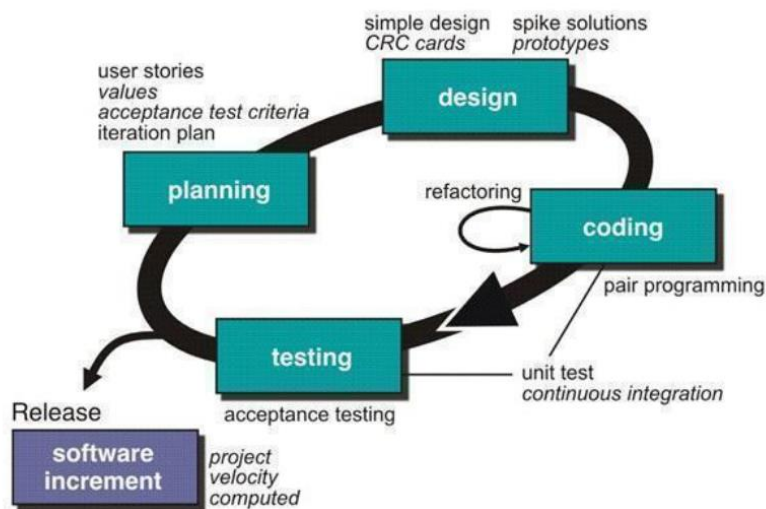 simple design
CRC cards
spike solutions
prototypes
user stories
values
acceptance test criteria
iteration plan
design
planning
refactoring
coding
pair programming
testing
unit test
continuous integration
acceptance testing
Release
software
increment
project
velocity
computed